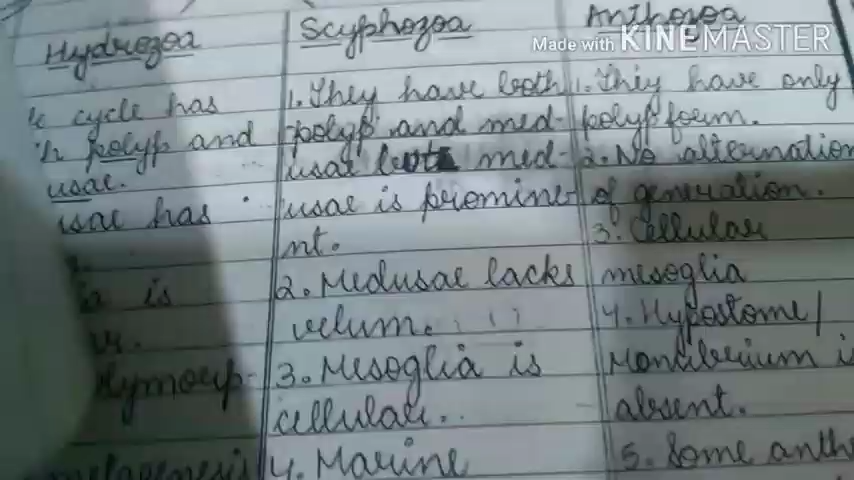 Hydrozoa
cycle has
polyp and
usae.
usae has
is
metagenesis
Scyphozoa
1. They have both
polyp and med-
usae but med-
usae is promine-
nt.
2. Medusae lacks
velum.
3. Mesoglia is
cellular..
4. Marine
Anthozoa
1. They have only
polyp form.
2. No alternation
of generation.
3. Cellular
mesoglia
4. Hypostome/
Manubrium is
absent.
5. Some antho
Made with KINEMASTER